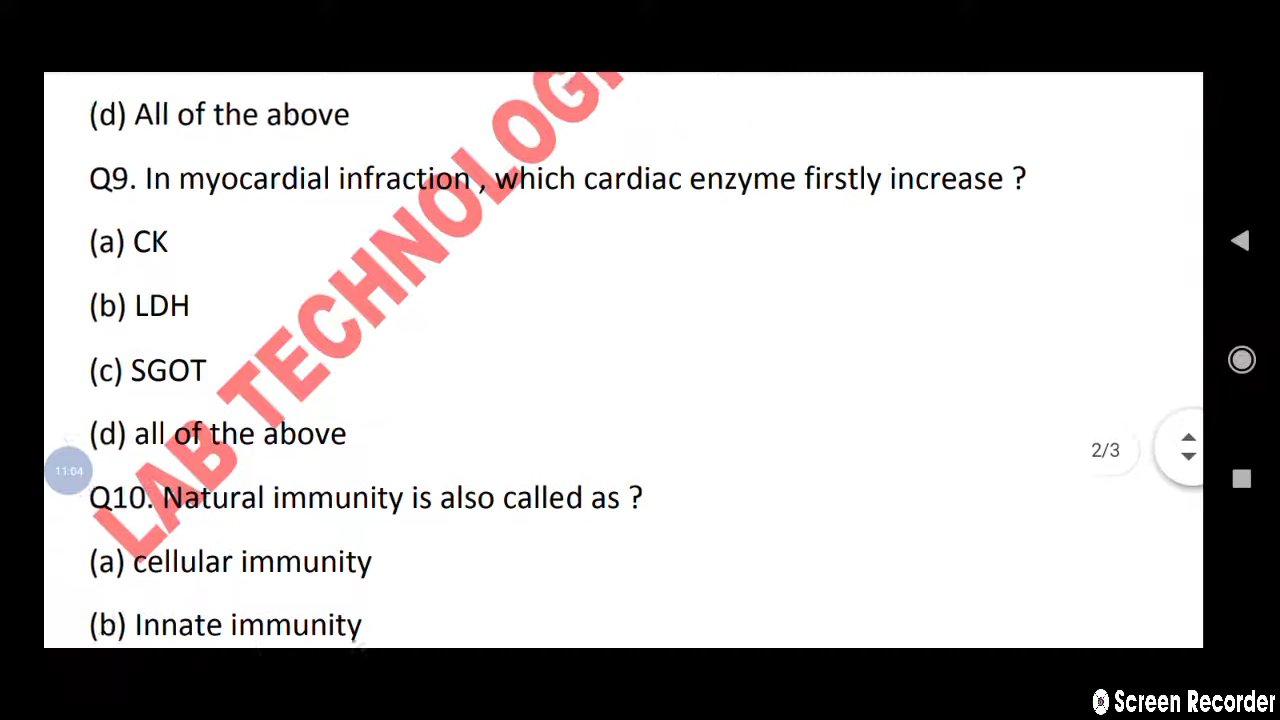 (d) All of the above
Q9. In myocardial infraction , which cardiac enzyme firstly increase ?
(a) CK
(b) LDH
(c) SGOT
(d) all of the above
2/3
11:04
Q10. Natural immunity is also called as ?
(a) cellular immunity
(b) Innate immunity
LAB TECHNOLOGI
Screen Recorder